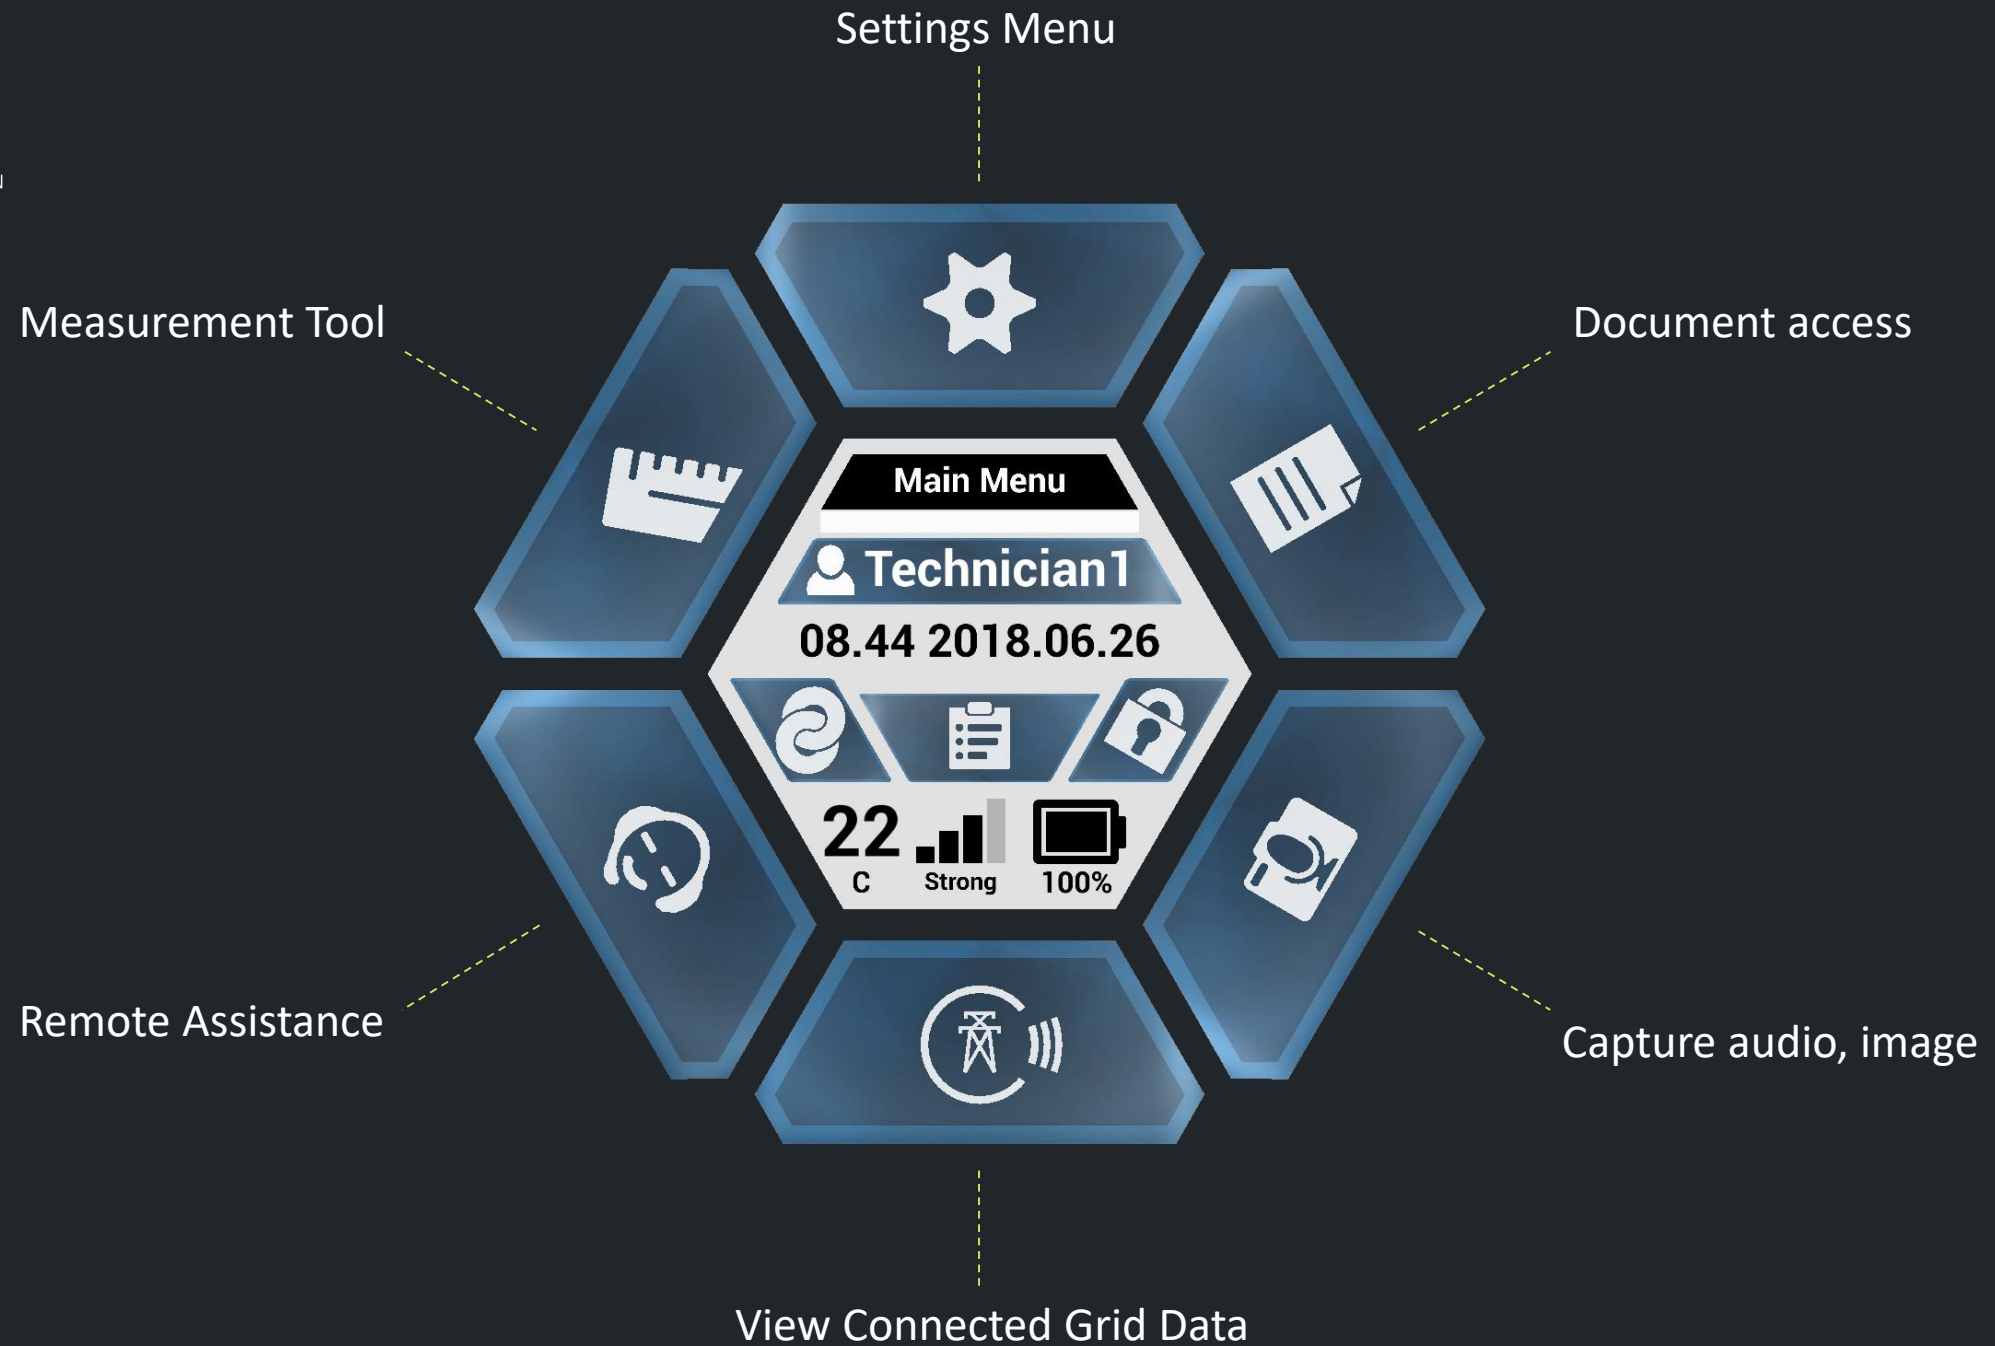 Settings Menu
Measurement Tool
Document access
Main Menu
Technician1
08.44 2018.06.26
22
C
Strong
100%
Remote Assistance
Capture audio, image
View Connected Grid Data